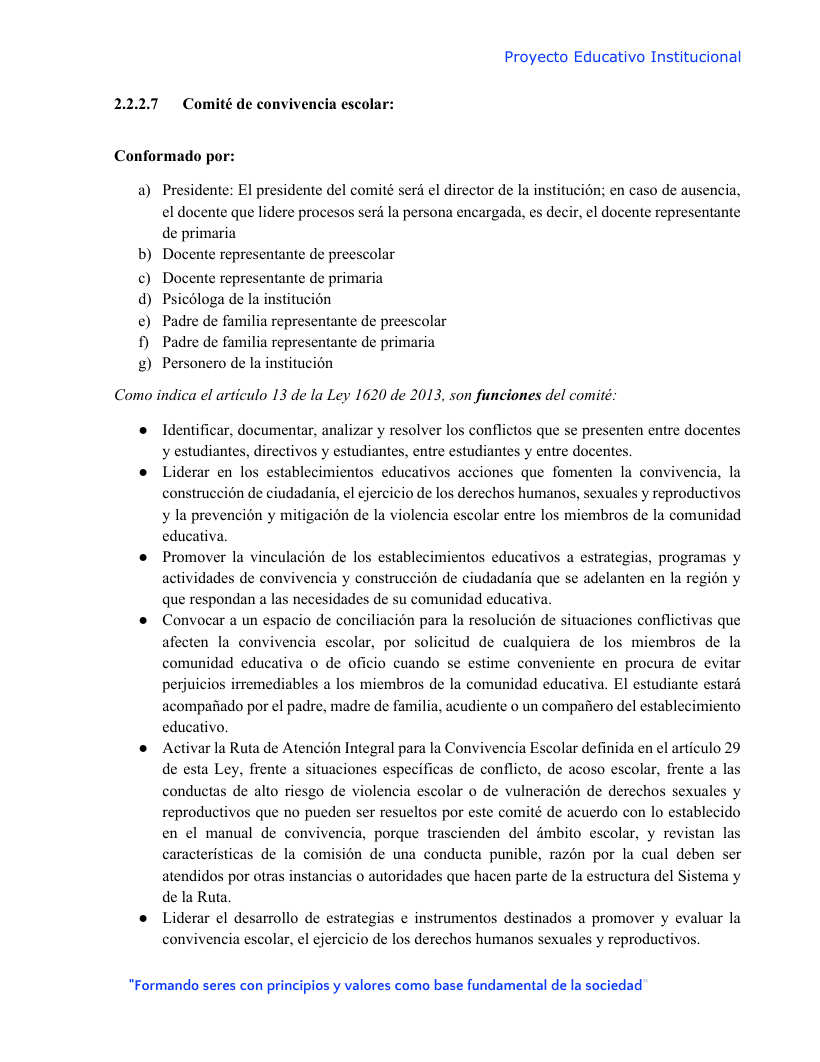 Proyecto Educativo Institucional
2.2.2.7 Comité de convivencia escolar:
Conformado por:
a) Presidente: El presidente del comité será el director de la institución; en caso de ausencia,
el docente que lidere procesos será la persona encargada, es decir, el docente representante
de primaria
b) Docente representante de preescolar
c) Docente representante de primaria
d) Psicóloga de la institución
e) Padre de familia representante de preescolar
f) Padre de familia representante de primaria
g) Personero de la institución
Como indica el artículo 13 de la Ley 1620 de 2013, son funciones del comité:
● Identificar, documentar, analizar y resolver los conflictos que se presenten entre docentes
y estudiantes, directivos y estudiantes, entre estudiantes y entre docentes.
● Liderar en los establecimientos educativos acciones que fomenten la convivencia, la
construcción de ciudadanía, el ejercicio de los derechos humanos, sexuales y reproductivos
y la prevención y mitigación de la violencia escolar entre los miembros de la comunidad
educativa.
● Promover la vinculación de los establecimientos educativos a estrategias, programas y
actividades de convivencia y construcción de ciudadanía que se adelanten en la región y
que respondan a las necesidades de su comunidad educativa.
● Convocar a un espacio de conciliación para la resolución de situaciones conflictivas que
afecten la convivencia escolar, por solicitud de cualquiera de los miembros de la
comunidad educativa o de oficio cuando se estime conveniente en procura de evitar
perjuicios irremediables a los miembros de la comunidad educativa. El estudiante estará
acompañado por el padre, madre de familia, acudiente o un compañero del establecimiento
educativo.
● Activar la Ruta de Atención Integral para la Convivencia Escolar definida en el artículo 29
de esta Ley, frente a situaciones específicas de conflicto, de acoso escolar, frente a las
conductas de alto riesgo de violencia escolar o de vulneración de derechos sexuales y
reproductivos que no pueden ser resueltos por este comité de acuerdo con lo establecido
en el manual de convivencia, porque trascienden del ámbito escolar, y revistan las
características de la comisión de una conducta punible, razón por la cual deben ser
atendidos por otras instancias o autoridades que hacen parte de la estructura del Sistema y
de la Ruta.
● Liderar el desarrollo de estrategias e instrumentos destinados a promover y evaluar la
convivencia escolar, el ejercicio de los derechos humanos sexuales y reproductivos.
"Formando seres con principios y valores como base fundamental de la sociedad"